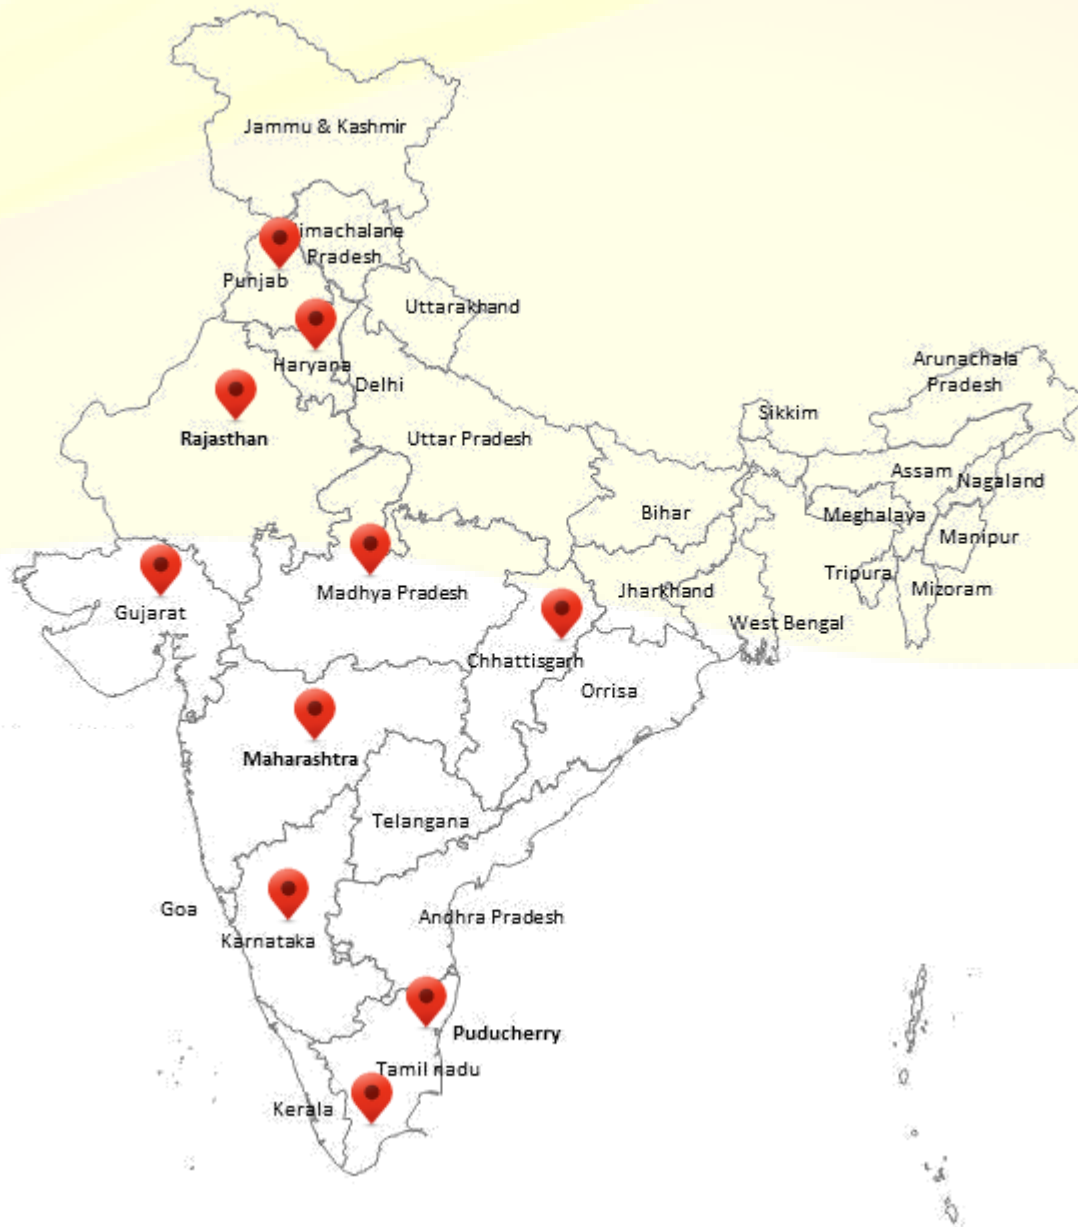 Jammu & Kashmir
imachalane
Pradesh
Punjab
Uttarakhand
Haryana
Delhi
Arunachala
Pradesh
Sikkim
Rajasthan
Uttar Pradesh
Assam
Nagaland
Bihar
Meghalaya
Manipur
Tripura
Mizoram
Madhya Pradesh
Jharkhand
Gujarat
West Bengal
Chhattisgarh
Orrisa
Maharashtra
Telangana
Goa
Andhra Pradesh
Karnataka
Puducherry
Tamil nadu
Kerala